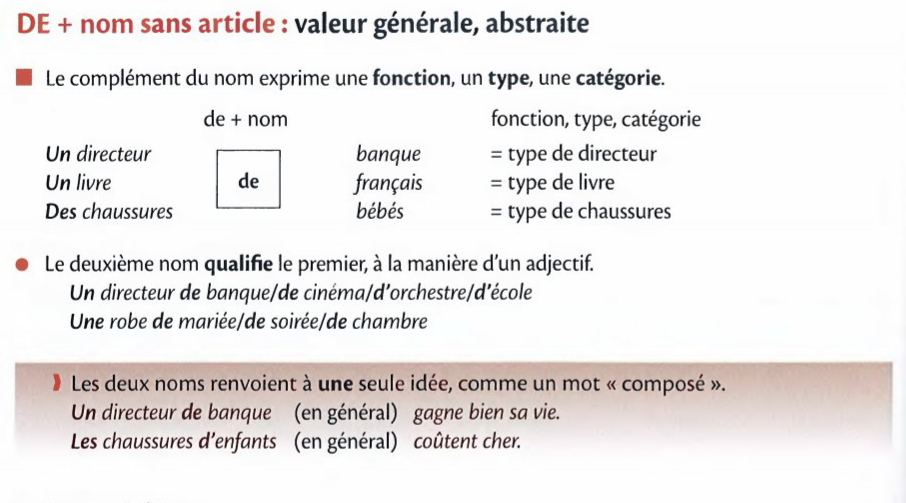 DE + nom sans article : valeur générale, abstraite
Le complément du nom exprime une fonction, un type, une catégorie.
de + nom fonction, type, catégorie
Un directeur banque = type de directeur
Un livre de français = type de livre
Des chaussures bébés = type de chaussures
Le deuxième nom qualifie le premier, à la manière d'un adjectif.
Un directeur de banque/de cinéma/d'orchestre/d'école
Une robe de mariée/de soirée/de chambre
Les deux noms renvoient à une seule idée, comme un mot « composé ».
Un directeur de banque (en général) gagne bien sa vie.
Les chaussures d'enfants (en général) coûtent cher.